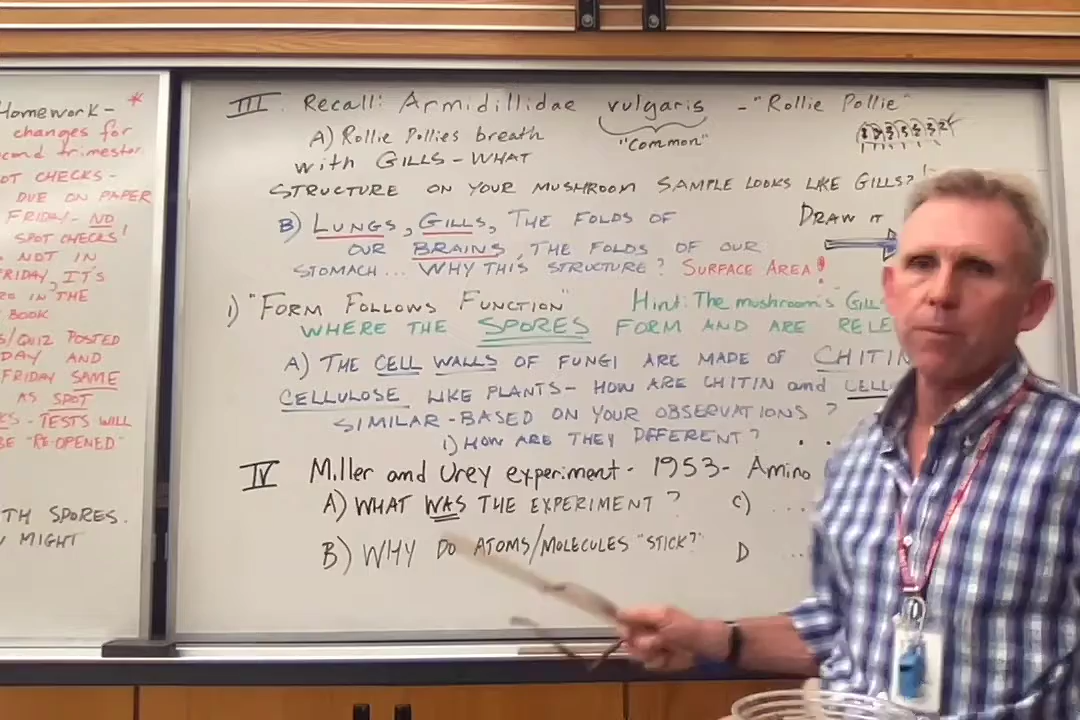 Homework- *
changes for
second trimester
SPOT CHECKS-
DUE ON PAPER
FRIDAY- NO
SPOT CHECKS!
NOT IN
FRIDAY, IT'S
IN THE
BOOK
/QUIZ POSTED
AND
FRIDAY SAME
AS SPOT
- TESTS WILL
BE "RE-OPENED"
SPORES.
MIGHT
III. Recall: Armidillidae vulgaris - "Rollie Pollie"
"Common"
A) Rollie Pollies breath
with GILLS - WHAT
STRUCTURE ON YOUR MUSHROOM SAMPLE LOOKS LIKE GILLS?
DRAW IT
B) LUNGS, GILLS, THE FOLDS OF
OUR BRAINS, THE FOLDS OF OUR
STOMACH... WHY THIS STRUCTURE? SURFACE AREA!
1) "FORM FOLLOWS FUNCTION" Hint: The mushroom's GILL
WHERE THE SPORES FORM AND ARE RELE
A) THE CELL WALLS OF FUNGI ARE MADE OF CHITIN
CELLULOSE LIKE PLANTS - HOW ARE CHITIN and CELL
SIMILAR - BASED ON YOUR OBSERVATIONS?
1) HOW ARE THEY DIFFERENT? . .
IV Miller and Urey experiment - 1953 - Amino
A) WHAT WAS THE EXPERIMENT? C) ....
B) WHY DO ATOMS/MOLECULES "STICK?" D ...